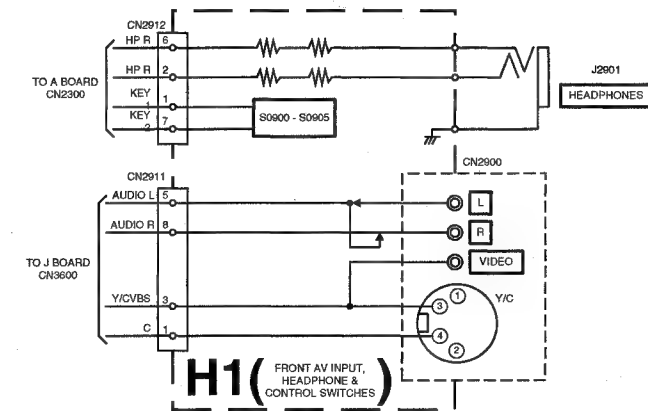 CN2912
HP R 6
HP R 2
TO A BOARD
CN2300
KEY
1 1
KEY
2 7
S0900 - S0905
J2901
HEADPHONES
CN2911
CN2900
AUDIO L 5
L
AUDIO R 8
R
TO J BOARD
CN3600
VIDEO
Y/CVBS 3
Y/C
1
3
C 1
4
2
H1 (FRONT AV INPUT,
HEADPHONE &
CONTROL SWITCHES)